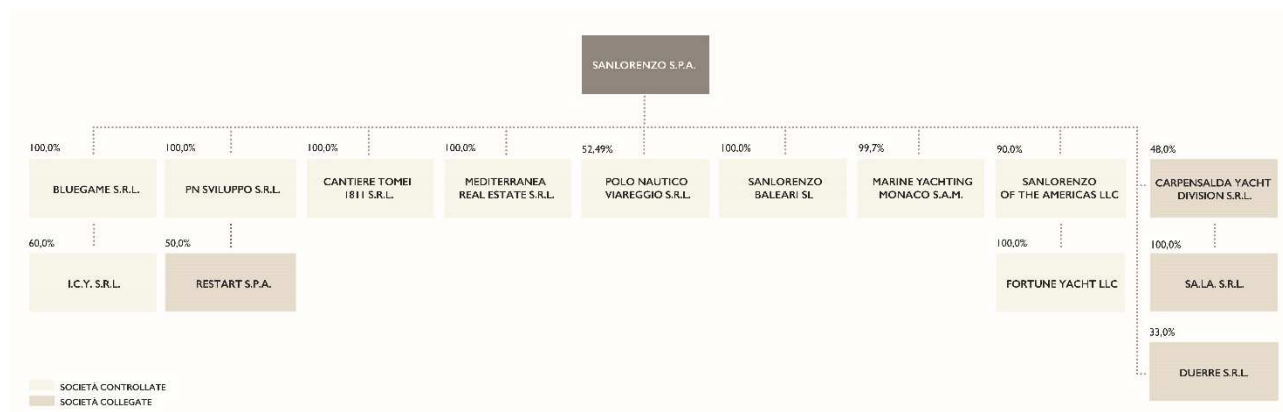 SANLORENZO S.P.A.
100,0%
BLUEGAME S.R.L.
100,0%
PN SVILUPPO S.R.L.
100,0%
CANTIERE TOMEI
1811 S.R.L.
100,0%
MEDITERRANEA
REAL ESTATE S.R.L.
52,49%
POLO NAUTICO
VIAREGGIO S.R.L.
100,0%
SANLORENZO
BALEARI SL
99,7%
MARINE YACHTING
MONACO S.A.M.
90,0%
SANLORENZO
OF THE AMERICAS LLC
48,0%
CARPENSALDA YACHT
DIVISION S.R.L.
60,0%
I.C.Y. S.R.L.
50,0%
RESTART S.P.A.
100,0%
FORTUNE YACHT LLC
100,0%
SA.LA. S.R.L.
33,0%
DUERRE S.R.L.
SOCIETÀ CONTROLLATE
SOCIETÀ COLLEGATE